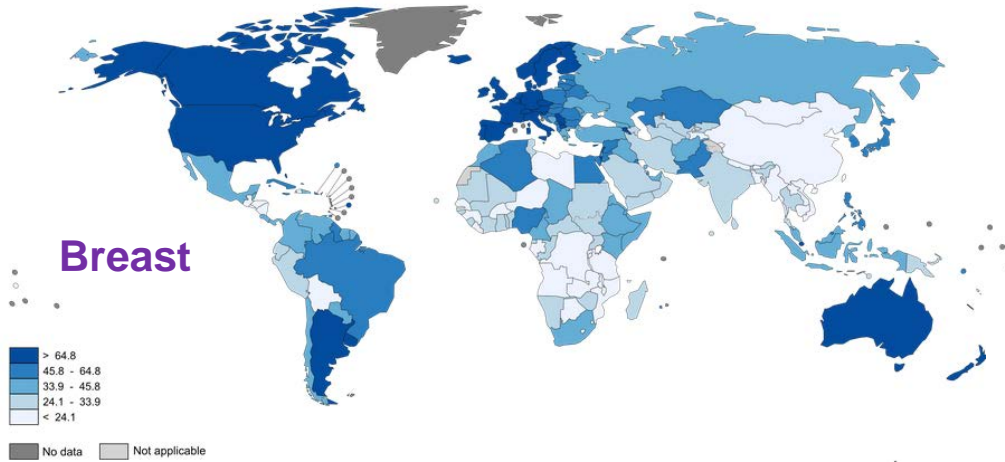 Breast
> 64.8
45.8 - 64.8
33.9 - 45.8
24.1 - 33.9
< 24.1
No data
Not applicable